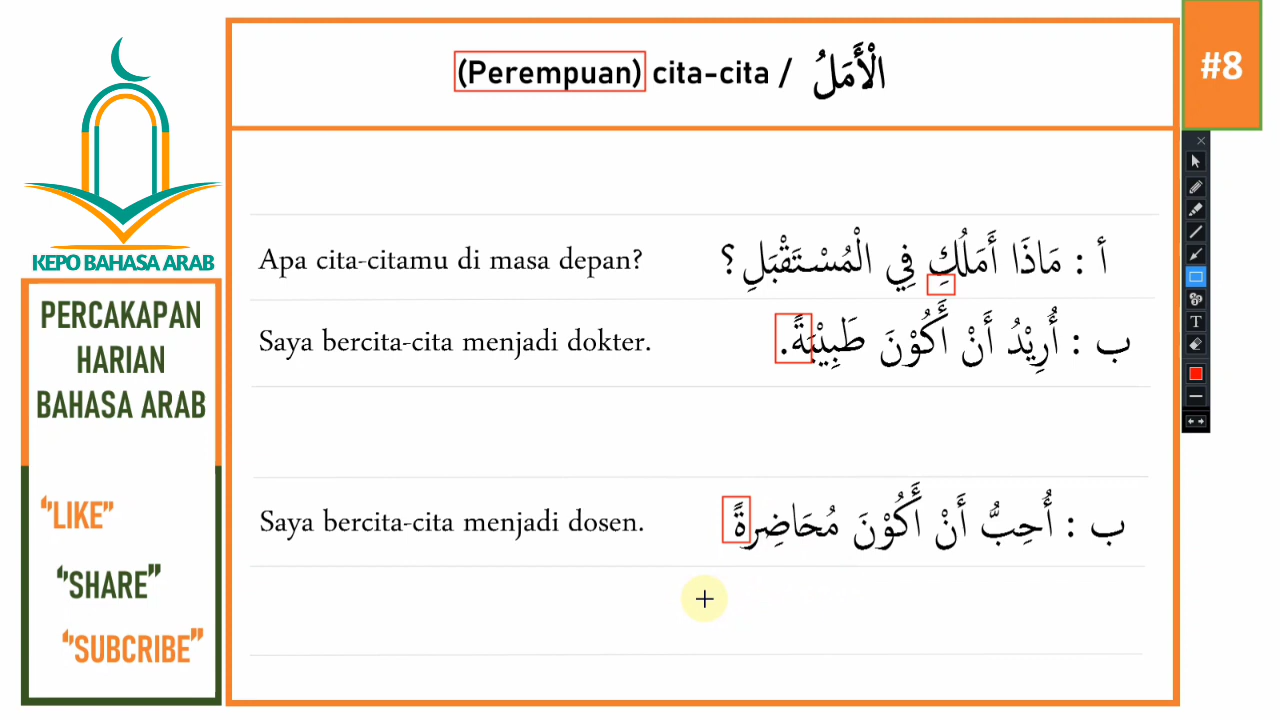 (Perempuan) cita-cita / الْأَمَلُ
#8
KEPO BAHASA ARAB
PERCAKAPAN
HARIAN
BAHASA ARAB
“LIKE”
“SHARE”
“SUBCRIBE”
Apa cita-citamu di masa depan?
أ : مَاذَا أَمَلُكِ فِي الْمُسْتَقْبَلِ ؟
Saya bercita-cita menjadi dokter.
ب : أُرِيْدُ أَنْ أَكُوْنَ طَبِيْبَةً.
Saya bercita-cita menjadi dosen.
ب : أُحِبُّ أَنْ أَكُوْنَ مُحَاضِرةً
T